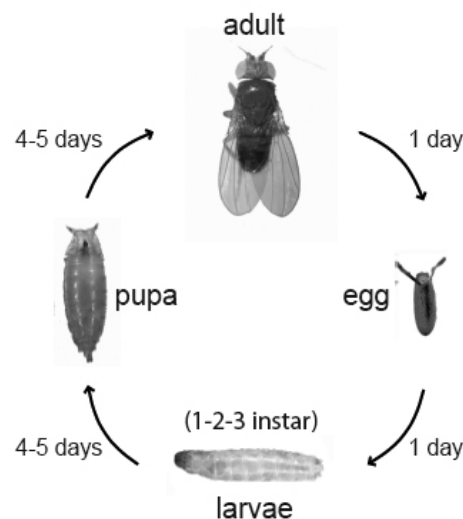 adult
4-5 days
1 day
pupa
egg
(1-2-3 instar)
4-5 days
1 day
larvae